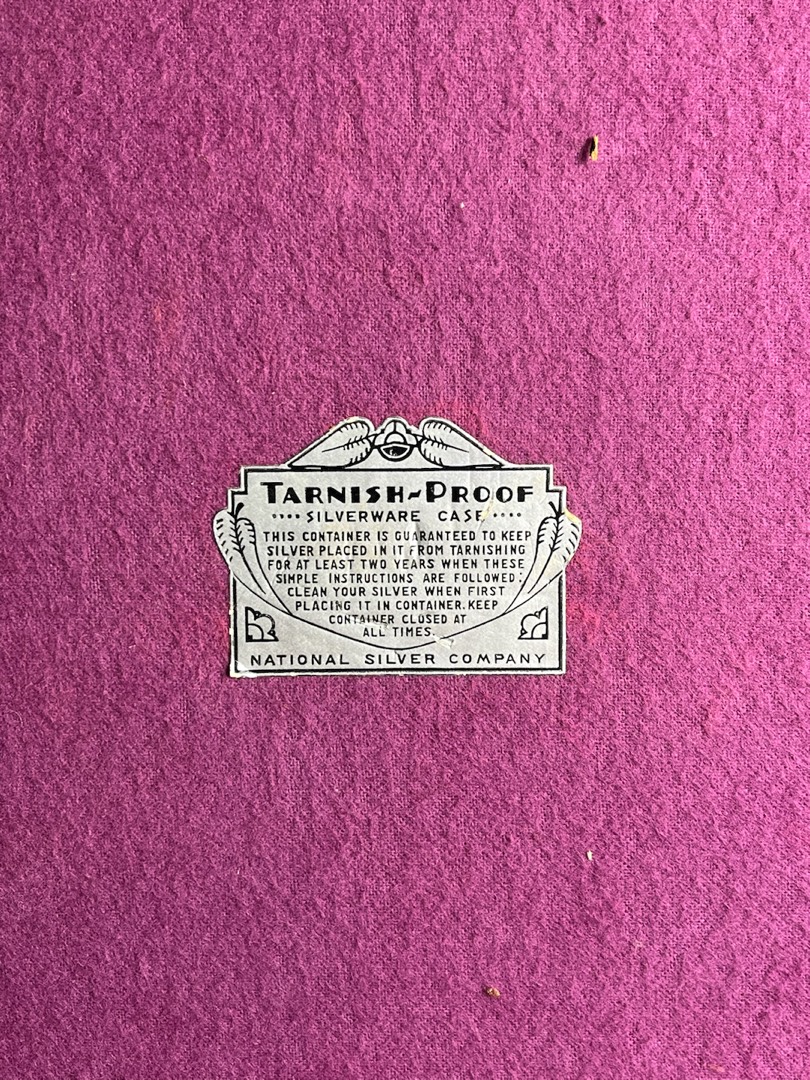 TARNISH~PROOF
···· SILVERWARE CASE ····
THIS CONTAINER IS GUARANTEED TO KEEP
SILVER PLACED IN IT FROM TARNISHING
FOR AT LEAST TWO YEARS WHEN THESE
SIMPLE INSTRUCTIONS ARE FOLLOWED:
CLEAN YOUR SILVER WHEN FIRST
PLACING IT IN CONTAINER. KEEP
CONTAINER CLOSED AT
ALL TIMES.
NATIONAL SILVER COMPANY